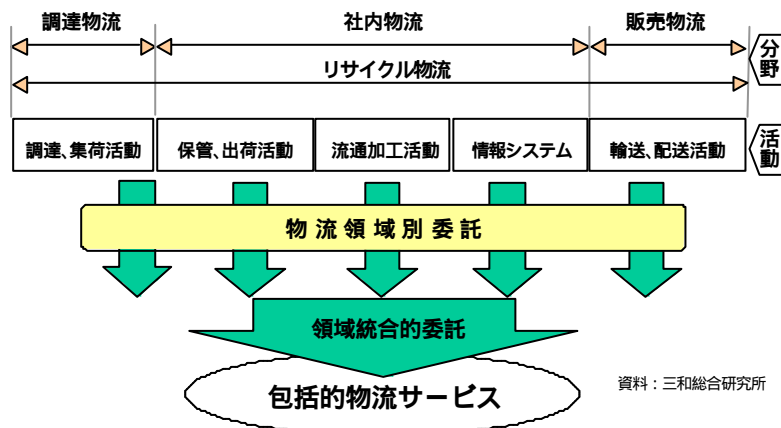 調達物流
社内物流
販売物流
分野
リサイクル物流
調達、集荷活動
保管、出荷活動
流通加工活動
情報システム
輸送、配送活動
活動
物流領域別委託
領域統合的委託
包括的物流サービス
資料：三和総合研究所